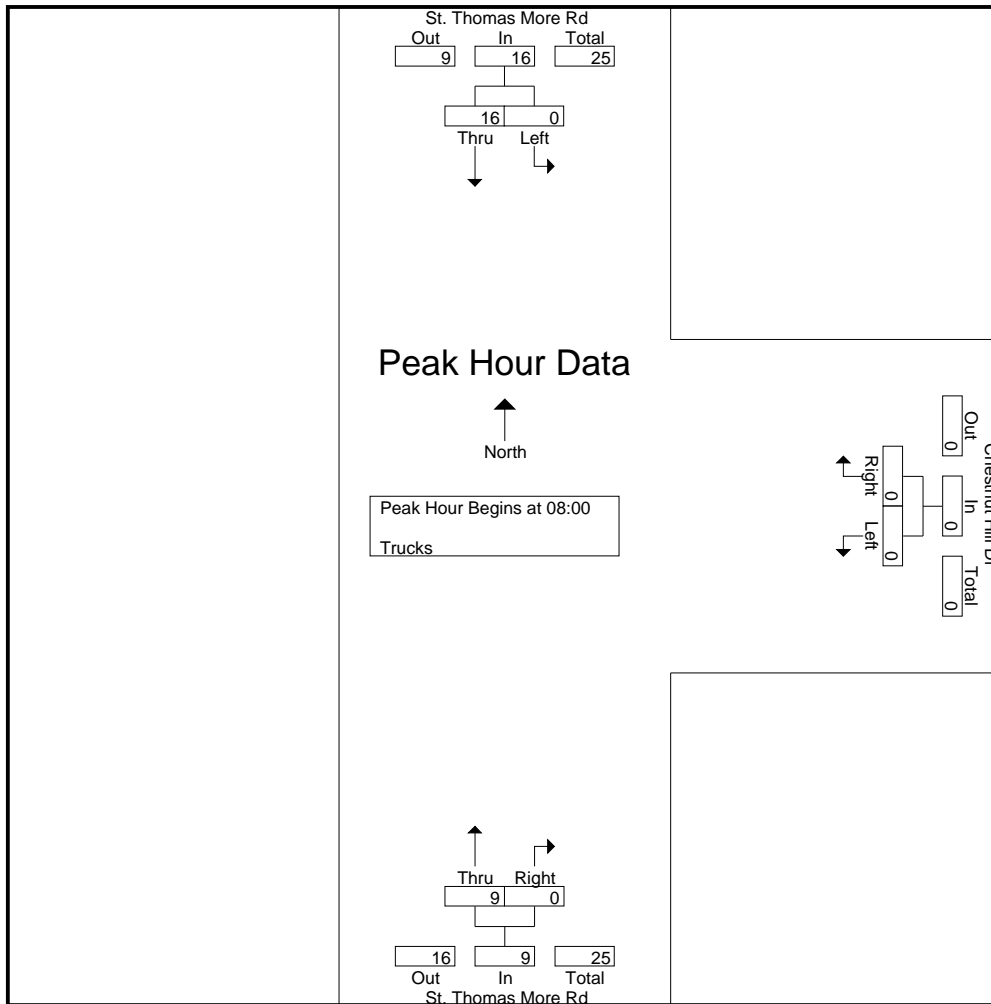 St. Thomas More Rd
Out In Total
9 16 25
16 0
Thru Left
Peak Hour Data
North
Peak Hour Begins at 08:00
Trucks
Out In Total
0 0 0
Right Left
0 0
Thru Right
9 0
16 9 25
Out In Total
St. Thomas More Rd